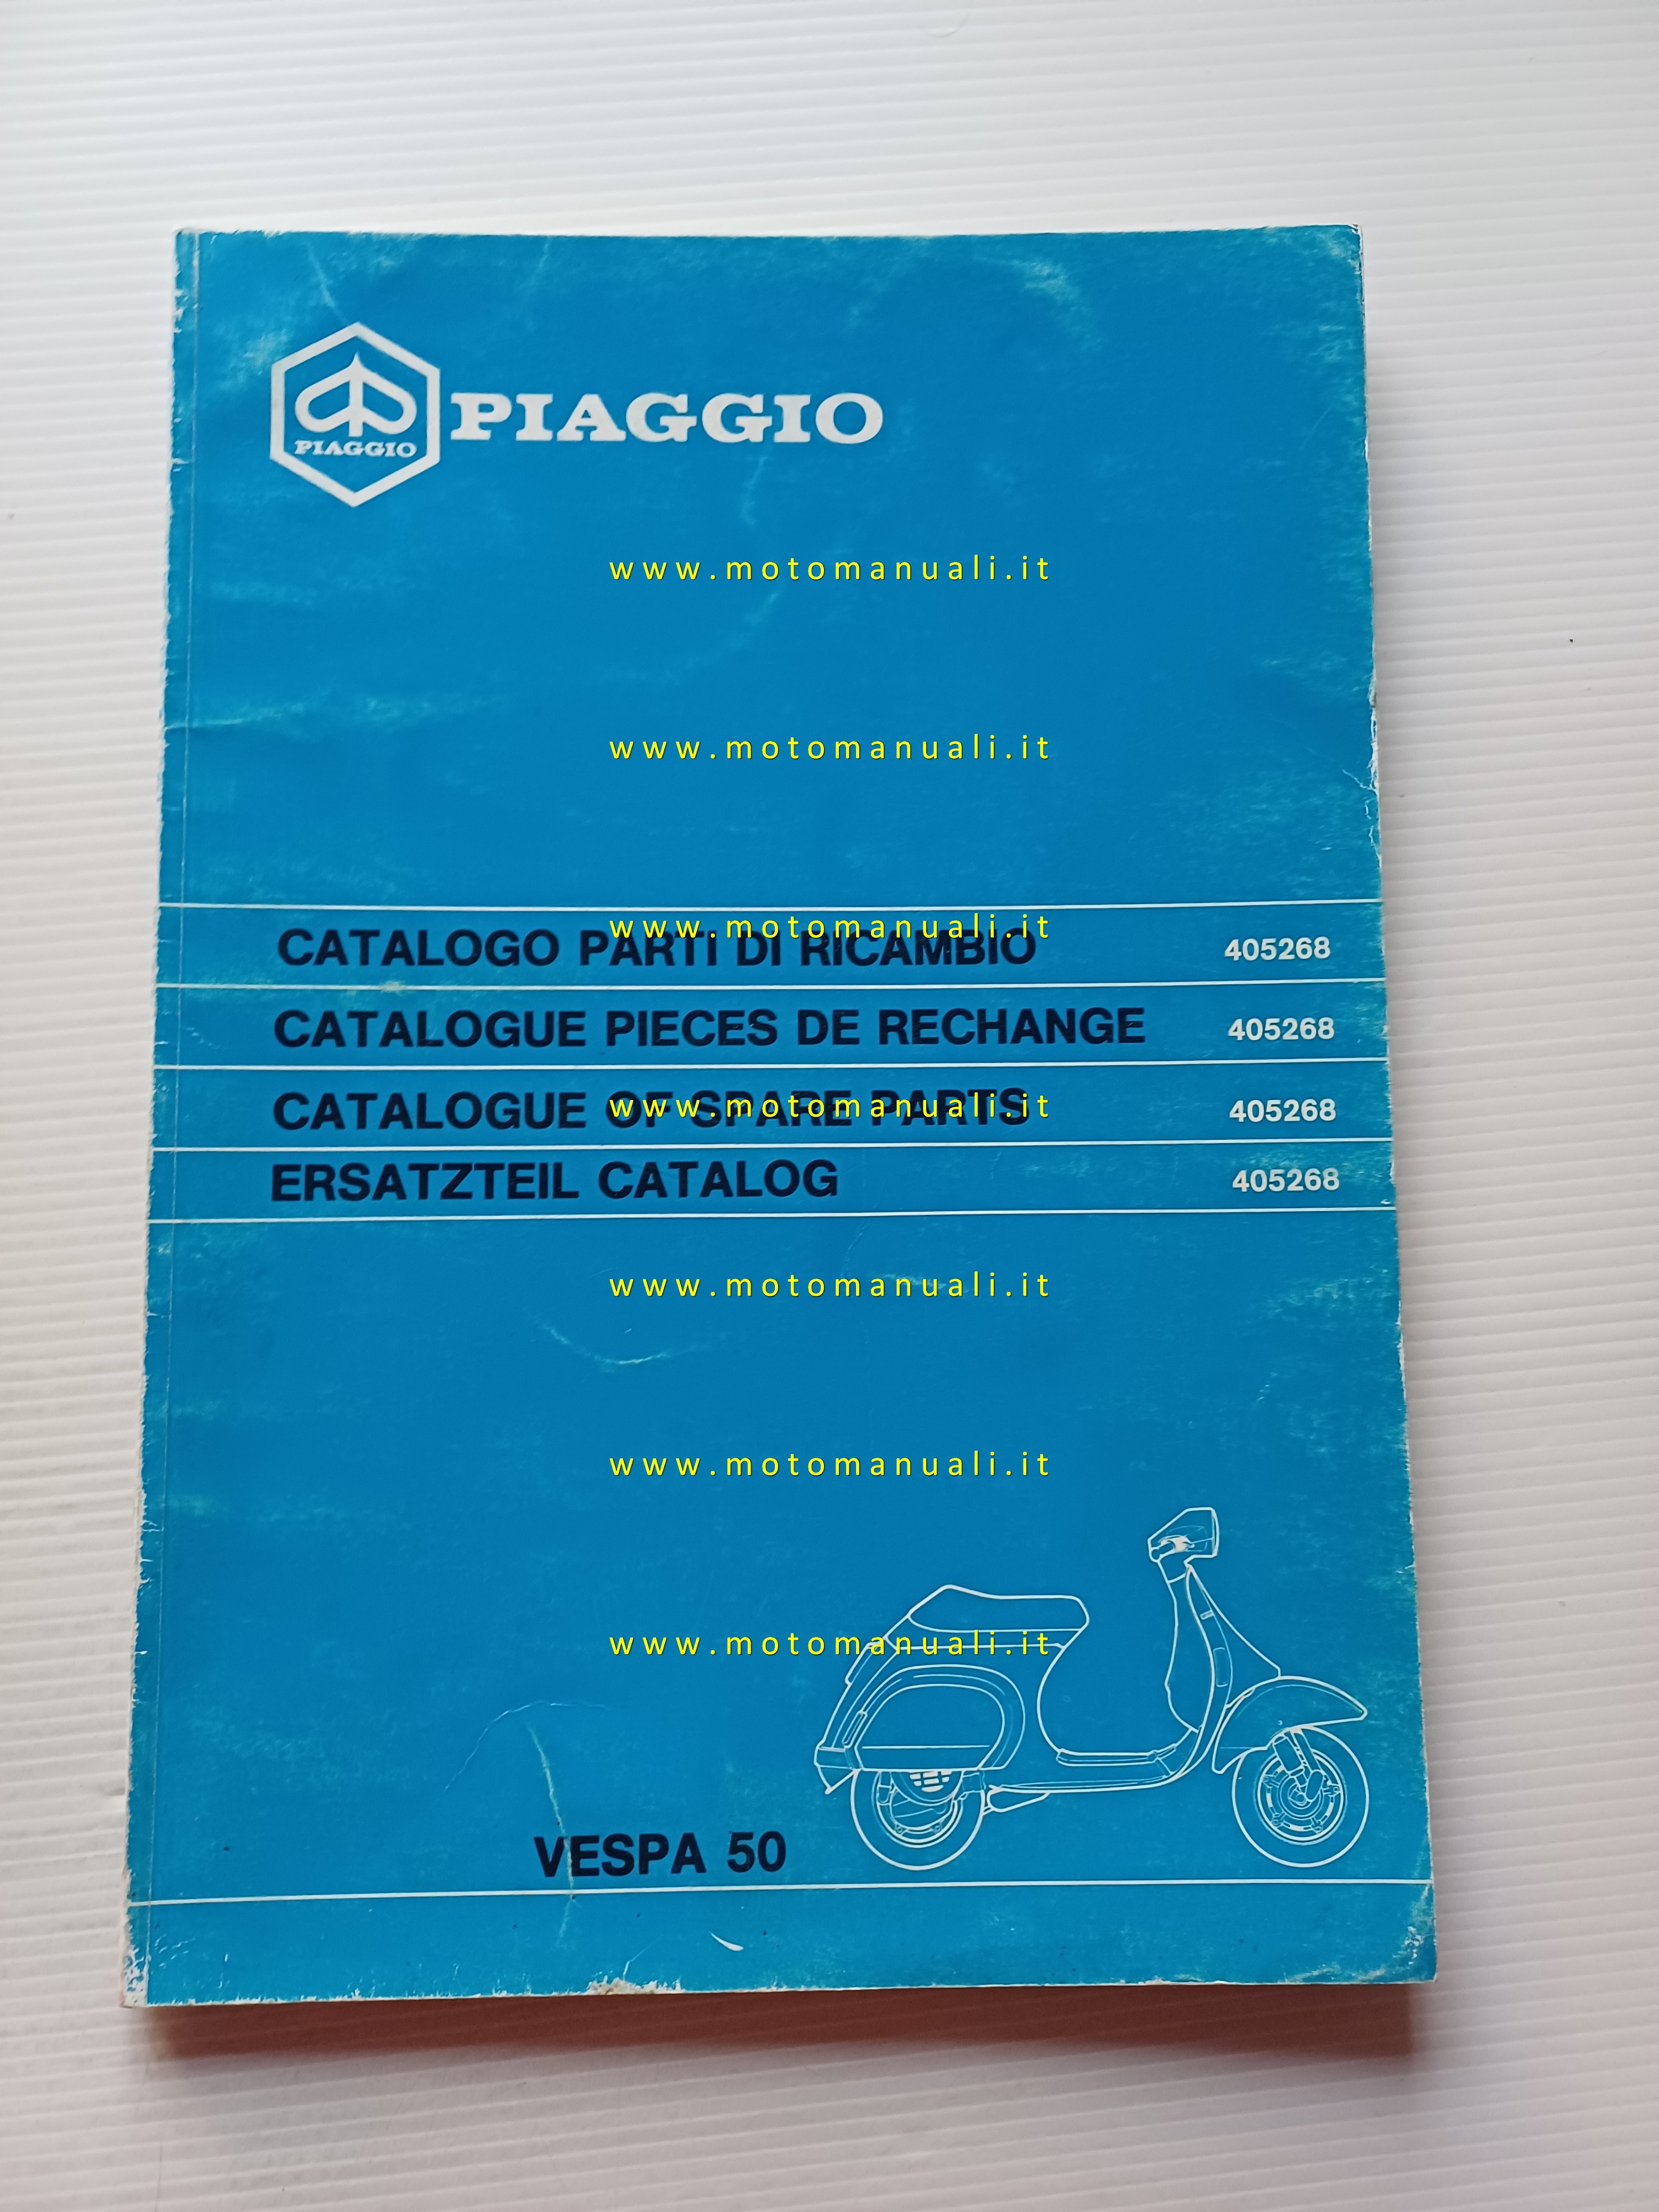 PIAGGIO
PIAGGIO
www.motomanuali.it
www.motomanuali.it
www.motomanuali.it
CATALOGO PARTI DI RICAMBIO 405268
CATALOGUE PIECES DE RECHANGE 405268
www.motomanuali.it
CATALOGUE OF SPARE PARTS 405268
ERSATZTEIL CATALOG 405268
www.motomanuali.it
www.motomanuali.it
www.motomanuali.it
VESPA 50